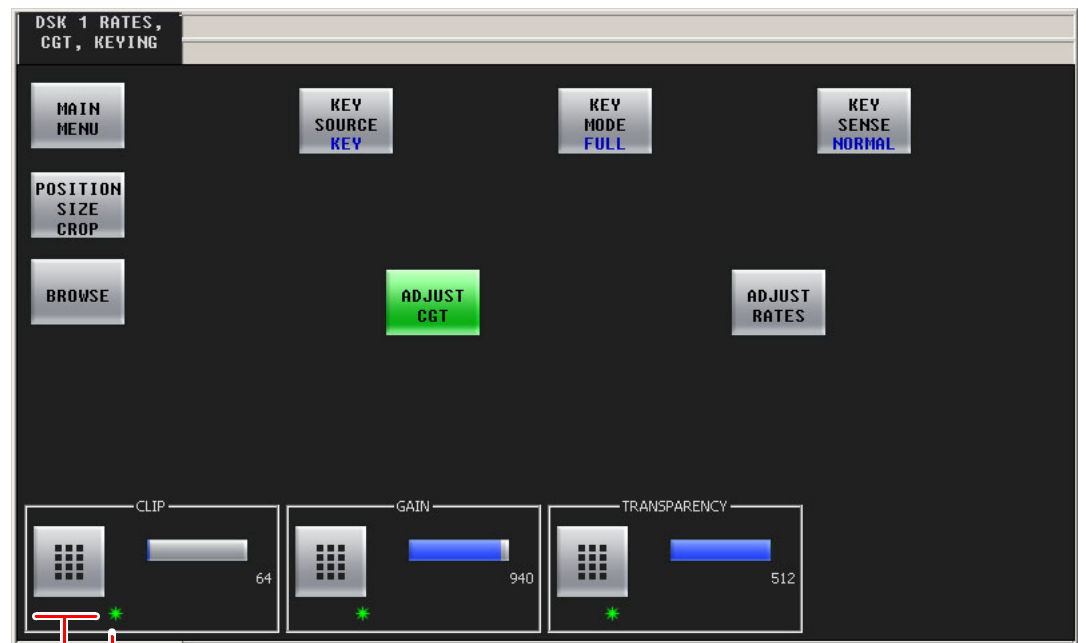 DSK 1 RATES,
CGT, KEYING
MAIN
MENU
KEY
SOURCE
KEY
KEY
MODE
FULL
KEY
SENSE
NORMAL
POSITION
SIZE
CROP
BROWSE
ADJUST
CGT
ADJUST
RATES
CLIP
64
GAIN
940
TRANSPARENCY
512